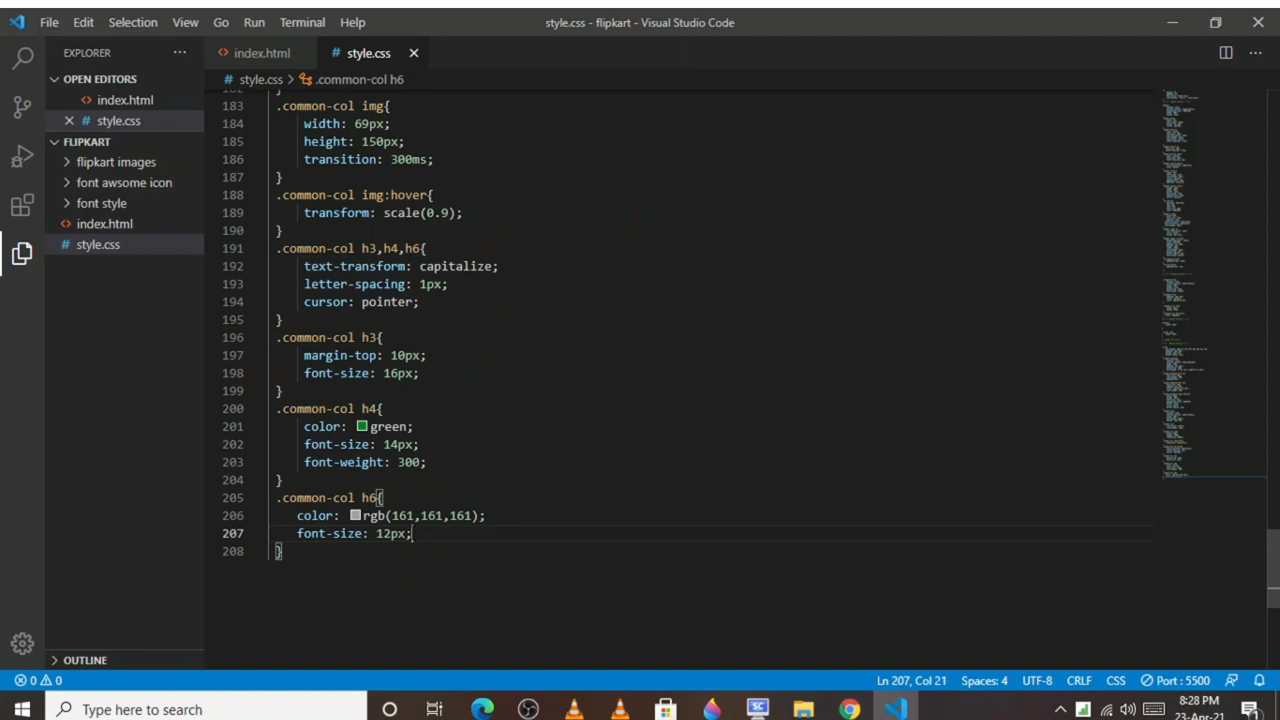 File Edit Selection View Go Run Terminal Help
style.css - flipkart - Visual Studio Code
EXPLORER
index.html
style.css
OPEN EDITORS
style.css > .common-col h6
index.html
style.css
FLIPKART
flipkart images
font awsome icon
font style
index.html
style.css
183 .common-col img{
184 width: 69px;
185 height: 150px;
186 transition: 300ms;
187 }
188 .common-col img:hover{
189 transform: scale(0.9);
190 }
191 .common-col h3,h4,h6{
192 text-transform: capitalize;
193 letter-spacing: 1px;
194 cursor: pointer;
195 }
196 .common-col h3{
197 margin-top: 10px;
198 font-size: 16px;
199 }
200 .common-col h4{
201 color: green;
202 font-size: 14px;
203 font-weight: 300;
204 }
205 .common-col h6{
206 color: rgb(161,161,161);
207 font-size: 12px;
208 }
OUTLINE
0 0
Ln 207, Col 21 Spaces: 4 UTF-8 CRLF CSS Port : 5500
Type here to search
SC
8:28 PM
23-Apr-21
1